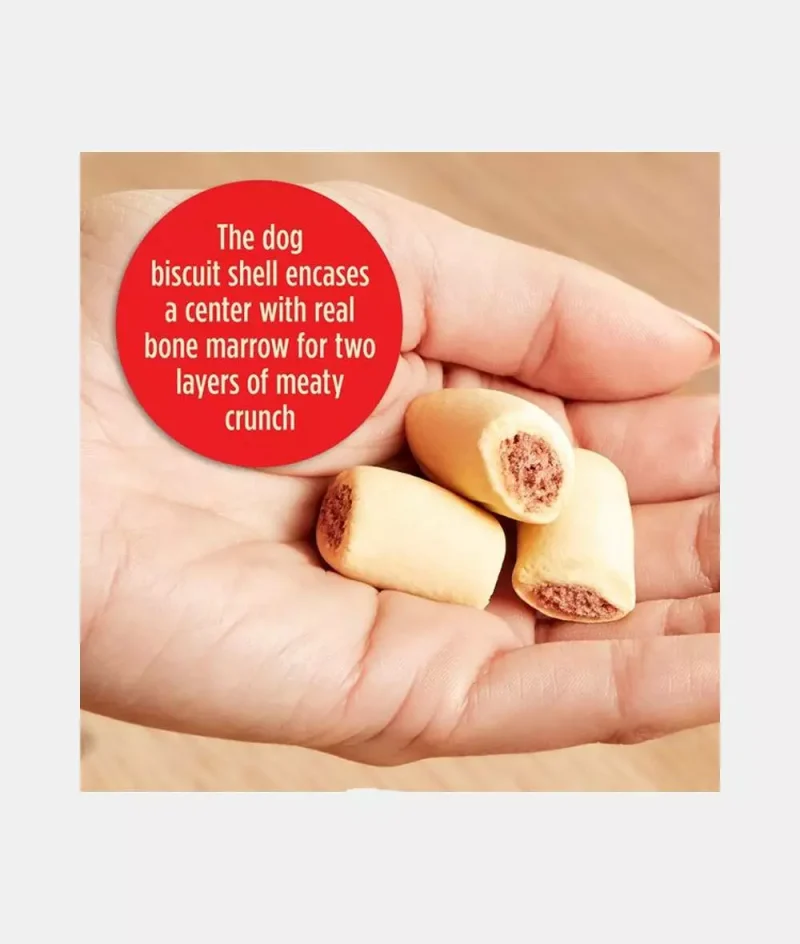 The dog
biscuit shell encases
a center with real
bone marrow for two
layers of meaty
crunch